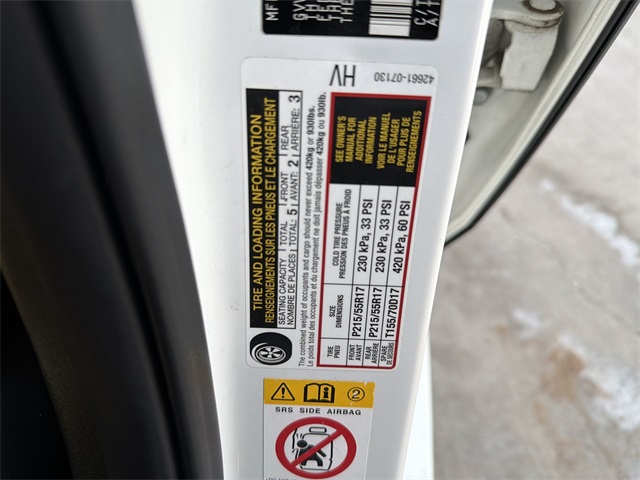 MF
GVW
C/T
A/T
HV
42661-07130
TIRE AND LOADING INFORMATION
RENSEIGNEMENTS SUR LES PNEUS ET LE CHARGEMENT
SEATING CAPACITY | TOTAL | FRONT | REAR
NOMBRE DE PLACES | TOTAL: 5 | AVANT: 2 | ARRIÈRE: 3
The combined weight of occupants and cargo should never exceed 420kg or 930lbs.
Le poids total des occupants et du chargement ne doit jamais dépasser 420kg ou 930lb.
TIRE
PNEU
SIZE
DIMENSIONS
COLD TIRE PRESSURE
PRESSION DES PNEUS À FROID
SEE OWNER'S
MANUAL FOR
ADDITIONAL
INFORMATION
VOIR LE MANUEL
DE L'USAGER
POUR PLUS DE
RENSEIGNEMENTS
FRONT
AVANT
P215/55R17
230 kPa, 33 PSI
REAR
ARRIÈRE
P215/55R17
230 kPa, 33 PSI
SPARE
DE SECOURS
T155/70D17
420 kPa, 60 PSI
2
SRS SIDE AIRBAG